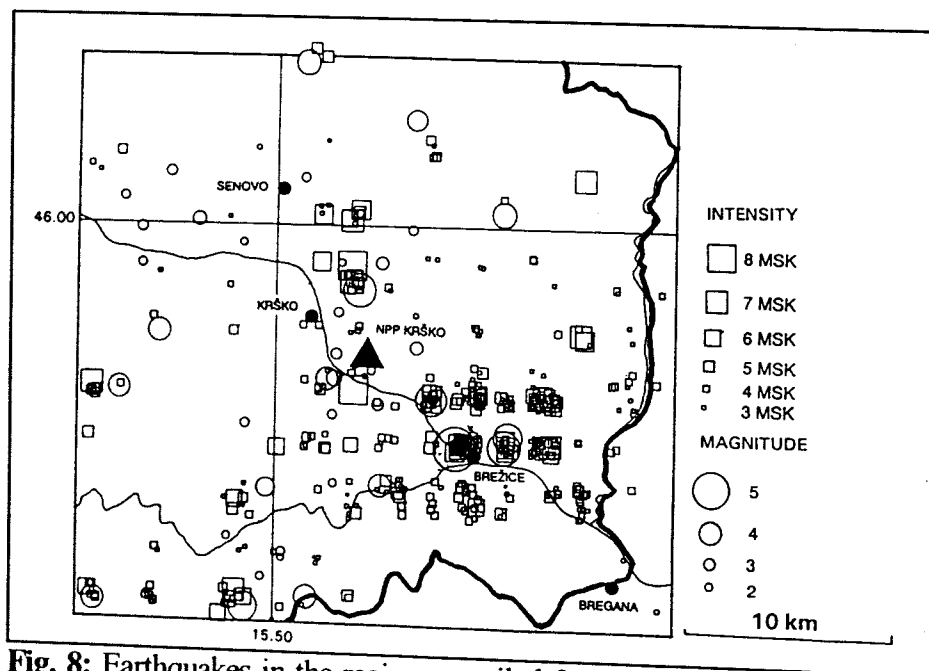 SENOVO
46.00
KRŠKO
NPP KRŠKO
BREŽICE
BREGANA
15.50
INTENSITY
8 MSK
7 MSK
6 MSK
5 MSK
4 MSK
3 MSK
MAGNITUDE
5
4
3
2
10 km
Fig. 8: Earthquakes in the